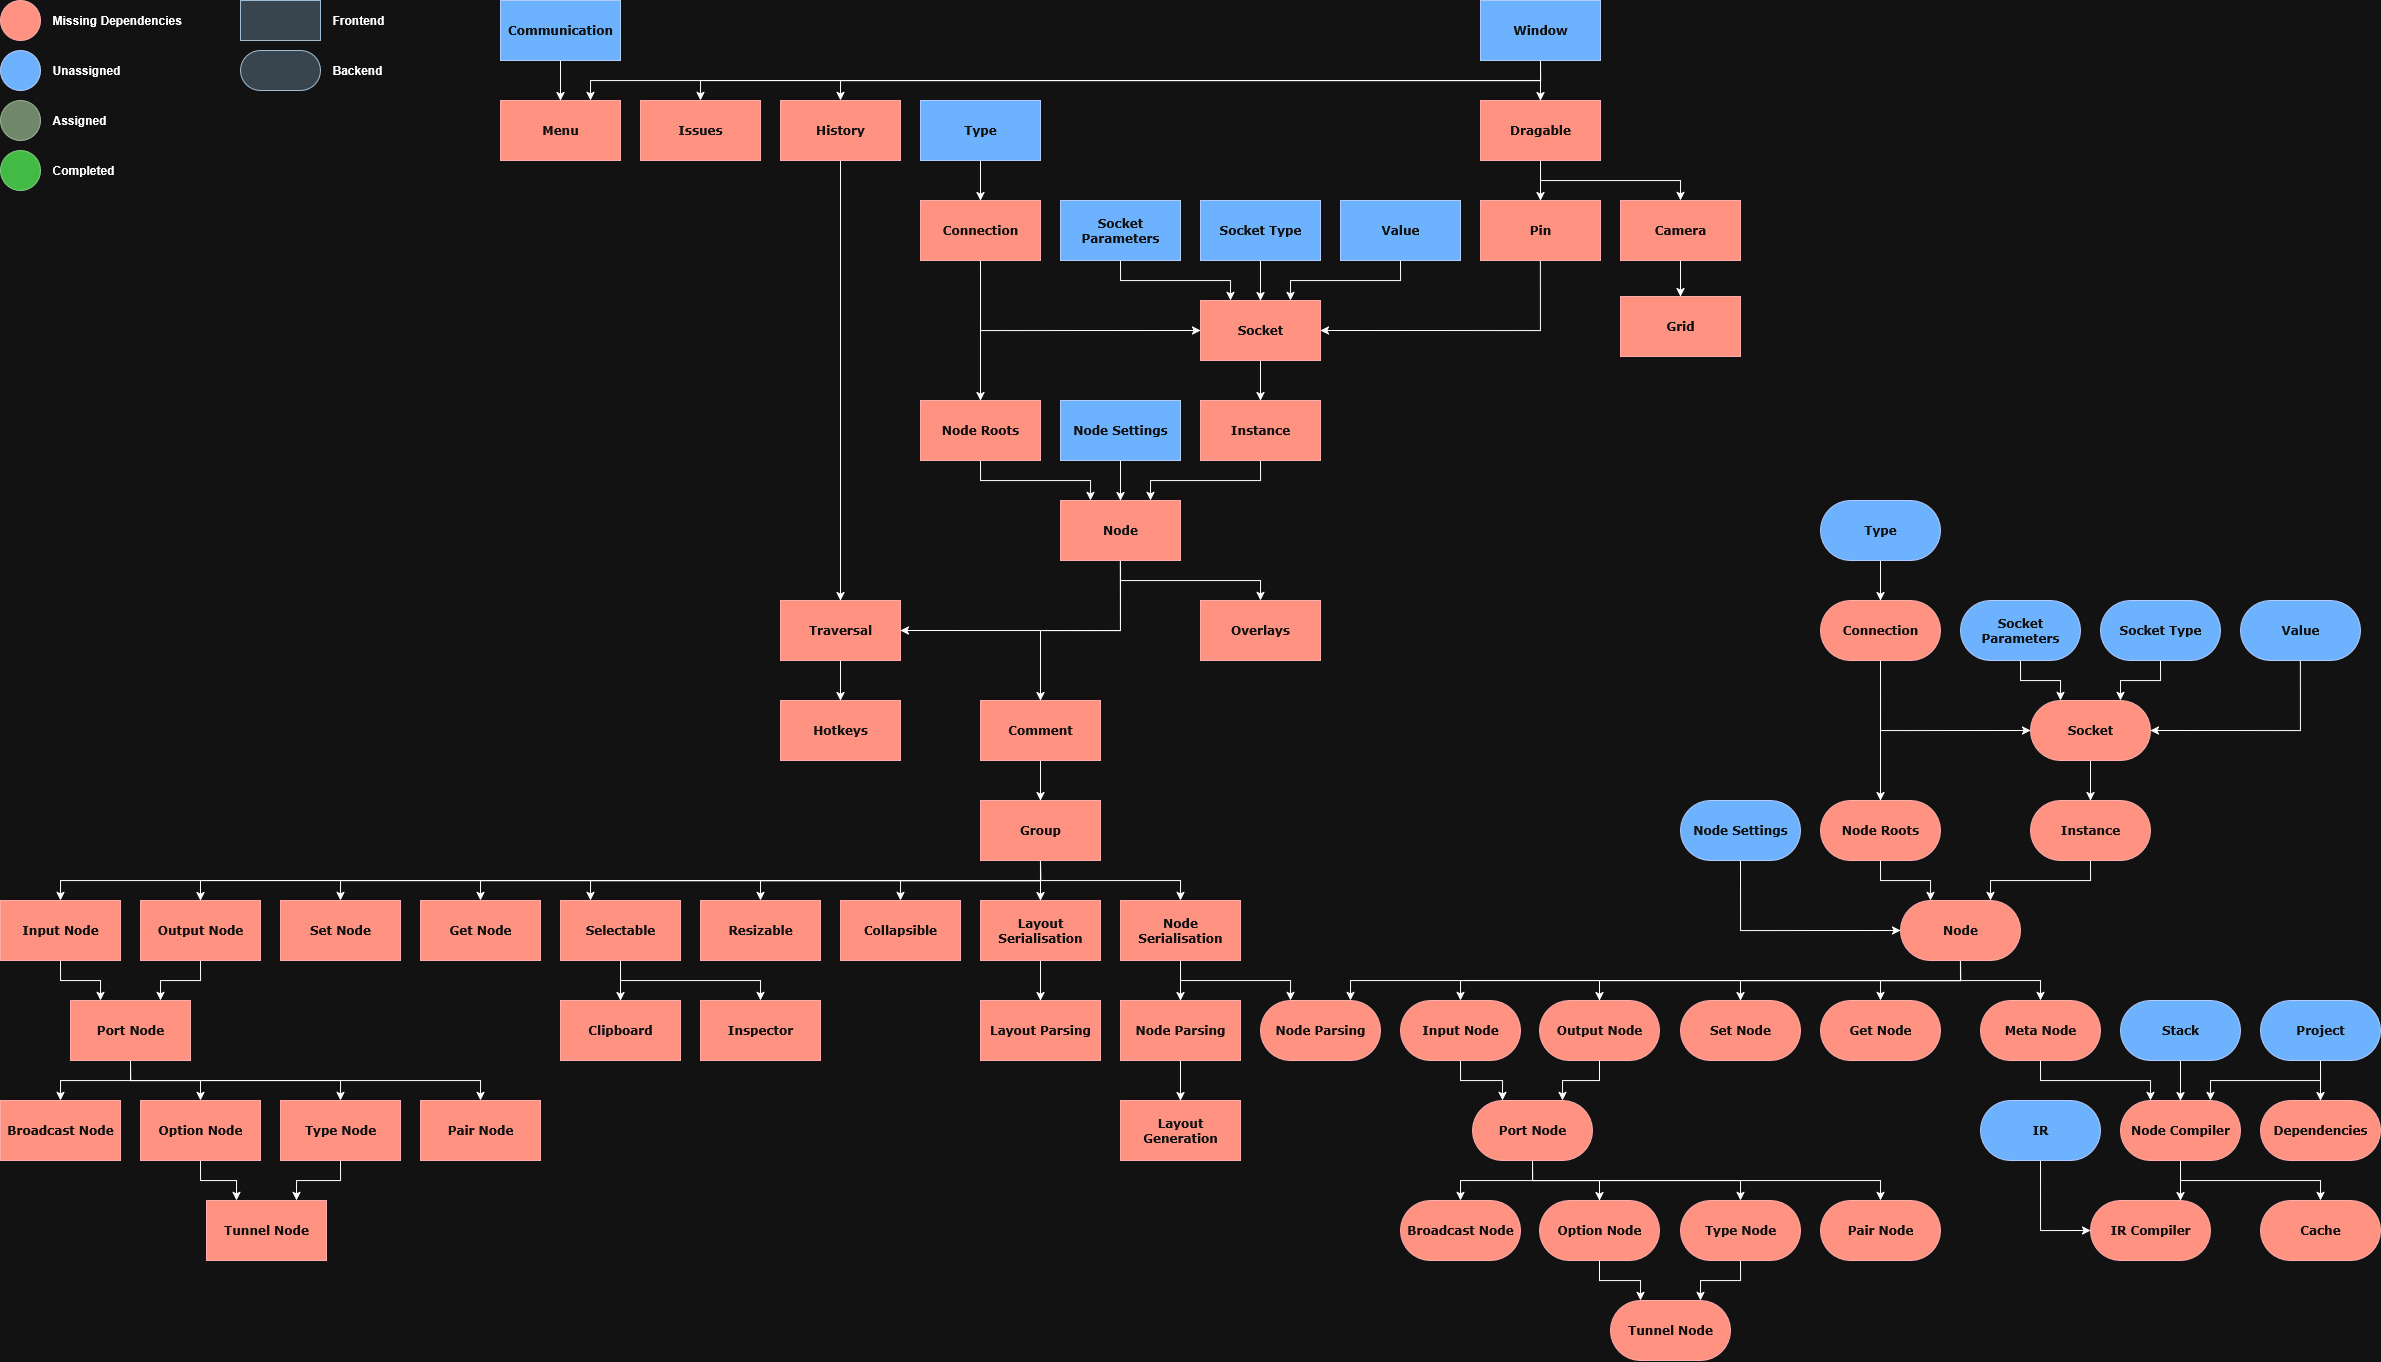 Missing Dependencies
Frontend
Communication
Window
Unassigned
Backend
Assigned
Menu
Issues
History
Type
Dragable
Completed
Connection
Socket
Parameters
Socket Type
Value
Pin
Camera
Socket
Grid
Node Roots
Node Settings
Instance
Node
Type
Traversal
Overlays
Connection
Socket
Parameters
Socket Type
Value
Hotkeys
Comment
Socket
Group
Node Settings
Node Roots
Instance
Input Node
Output Node
Set Node
Get Node
Selectable
Resizable
Collapsible
Layout
Serialisation
Node
Serialisation
Node
Port Node
Clipboard
Inspector
Layout Parsing
Node Parsing
Node Parsing
Input Node
Output Node
Set Node
Get Node
Meta Node
Stack
Project
Broadcast Node
Option Node
Type Node
Pair Node
Layout
Generation
Port Node
IR
Node Compiler
Dependencies
Tunnel Node
Broadcast Node
Option Node
Type Node
Pair Node
IR Compiler
Cache
Tunnel Node